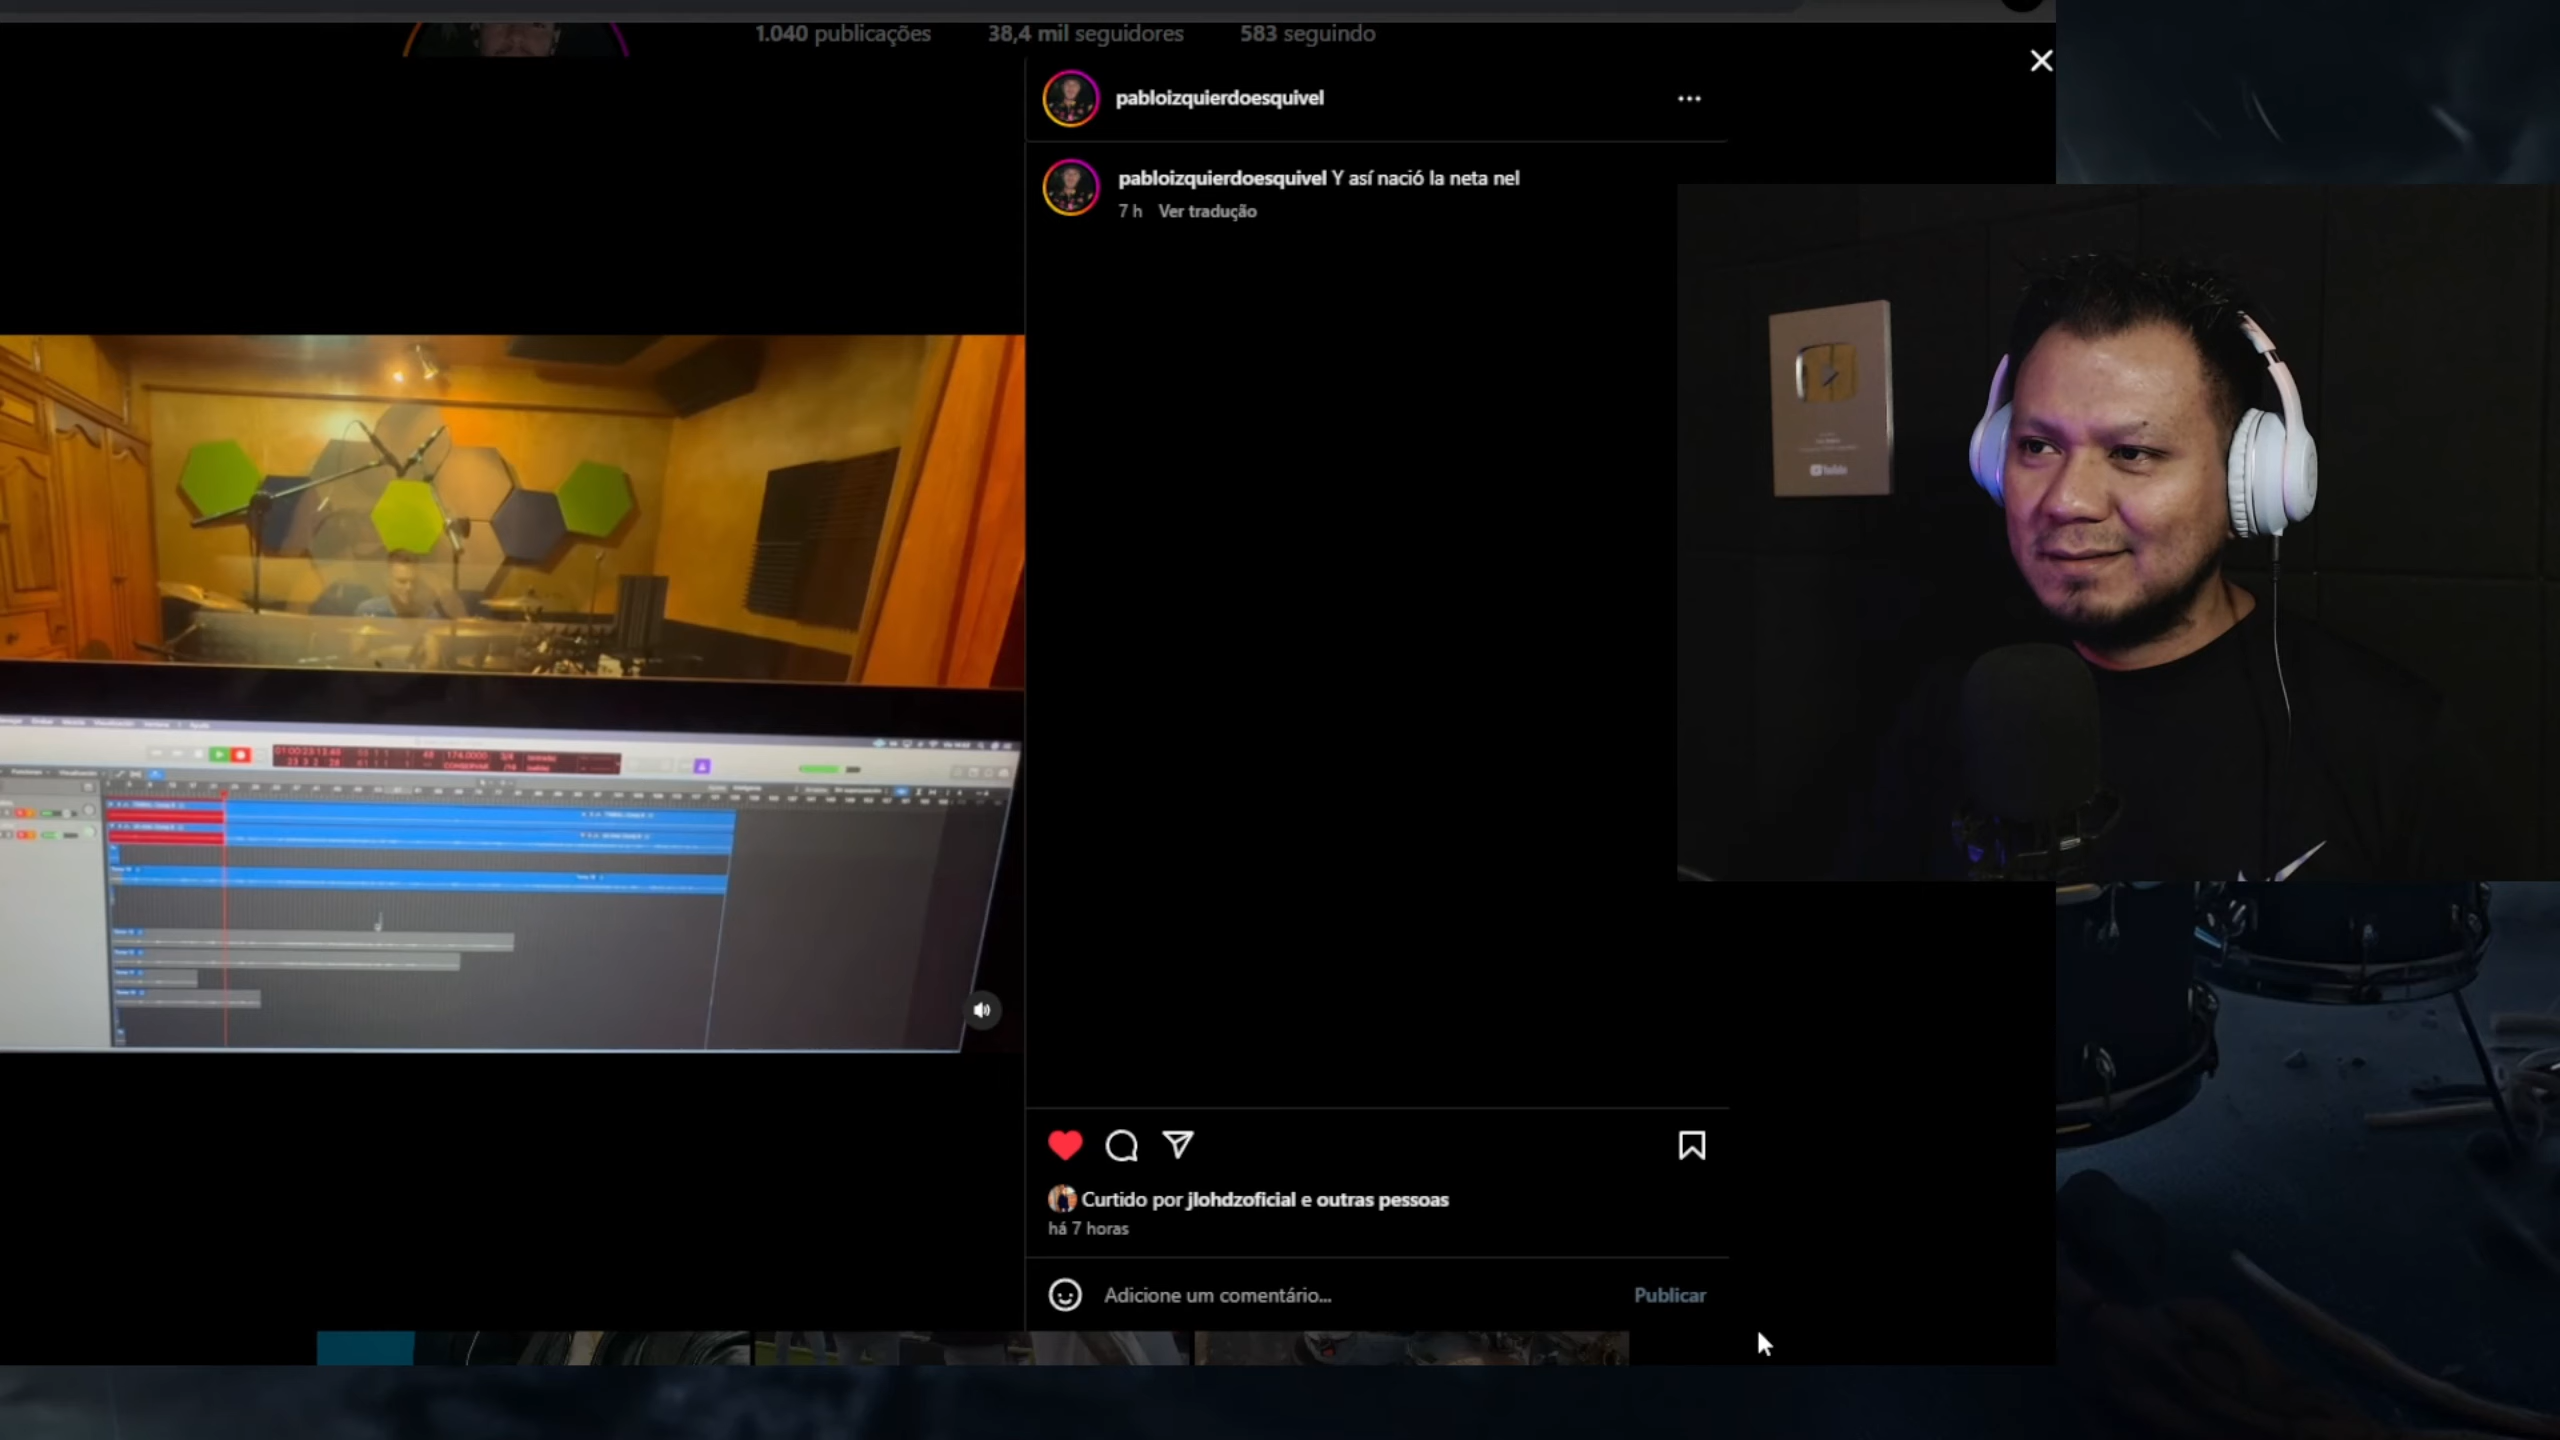 1.040 publicações 38,4 mil seguidores 583 seguindo
pabloizquierdoesquivel
pabloizquierdoesquivel Y así nació la neta nel
7 h Ver tradução
YouTube
Curtido por jlohdzoficial e outras pessoas
há 7 horas
Adicione um comentário...
Publicar